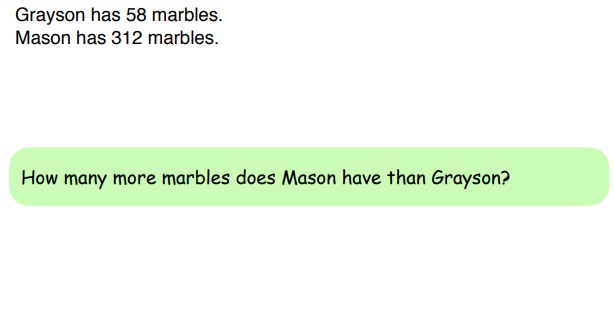 Grayson has 58 marbles.
Mason has 312 marbles.
How many more marbles does Mason have than Grayson?